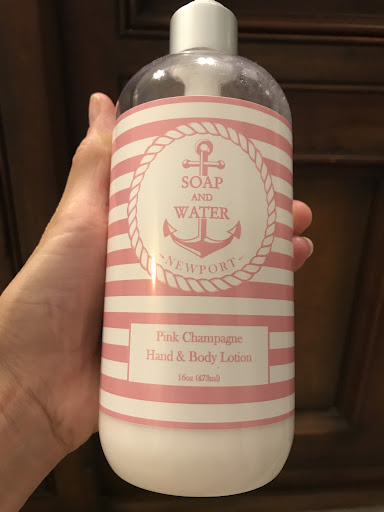 SOAP
AND
WATER
~NEWPORT~
Pink Champagne
Hand & Body Lotion
16oz (473ml)